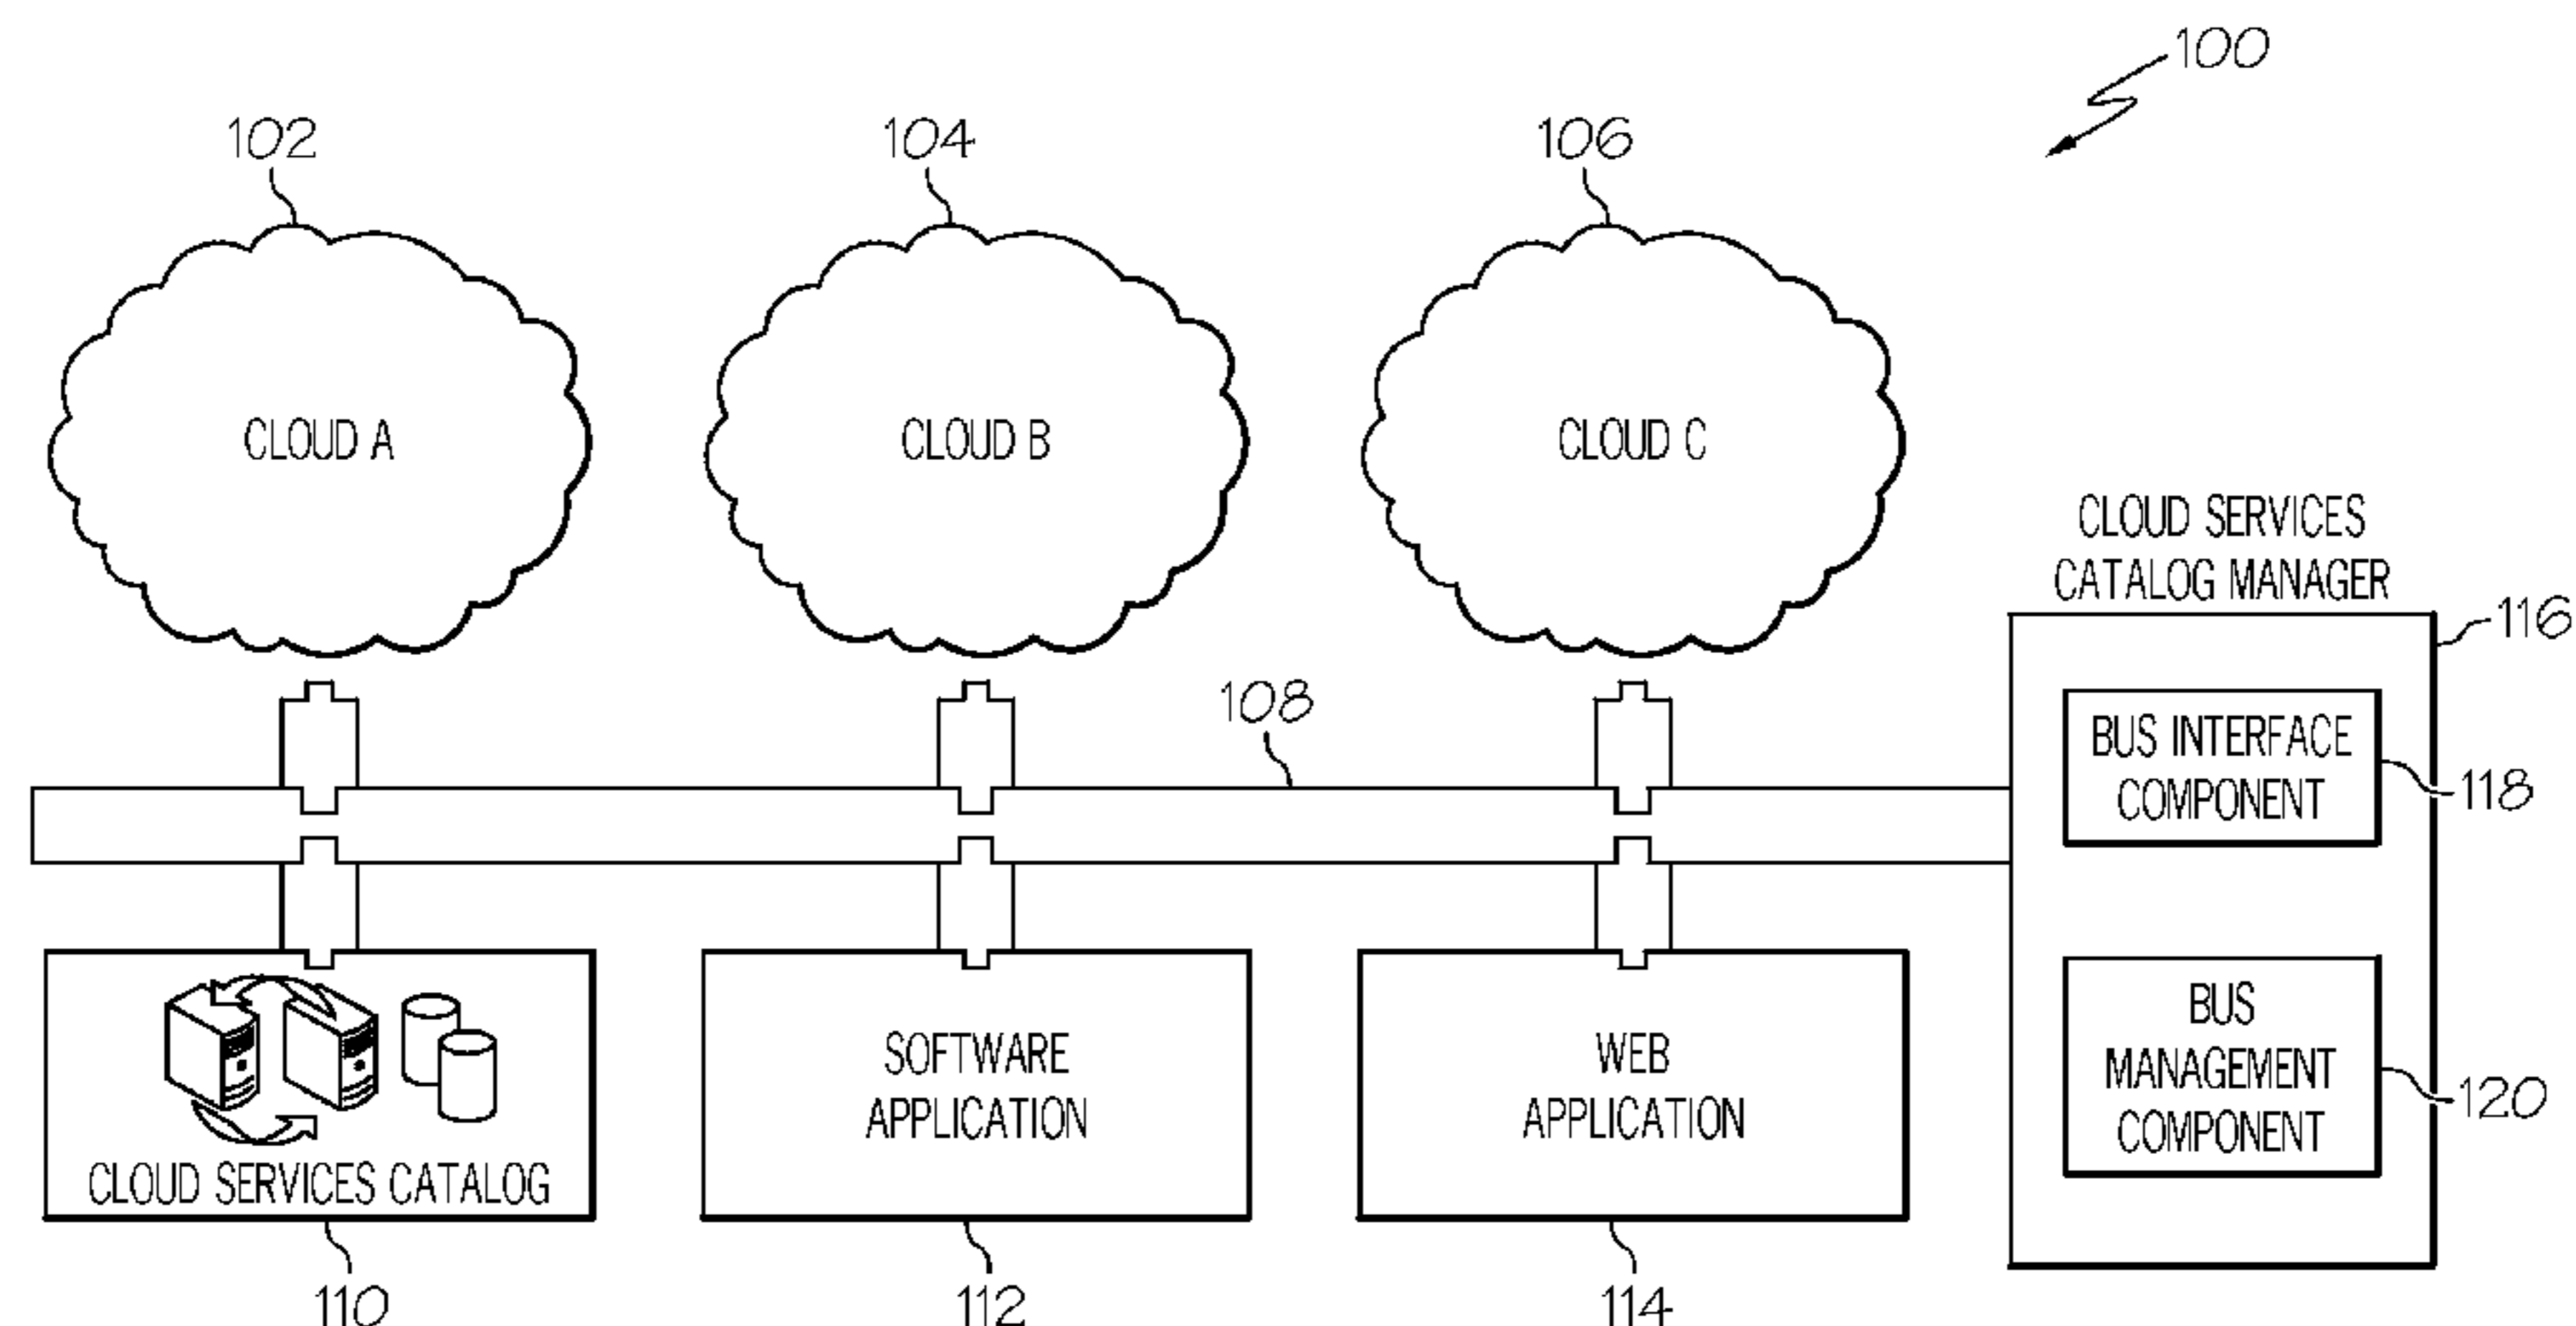 100
102
104
106
CLOUD A
CLOUD B
CLOUD C
CLOUD SERVICES
CATALOG MANAGER
116
108
BUS INTERFACE
COMPONENT
118
BUS
MANAGEMENT
COMPONENT
120
CLOUD SERVICES CATALOG
SOFTWARE
APPLICATION
WEB
APPLICATION
110
112
114